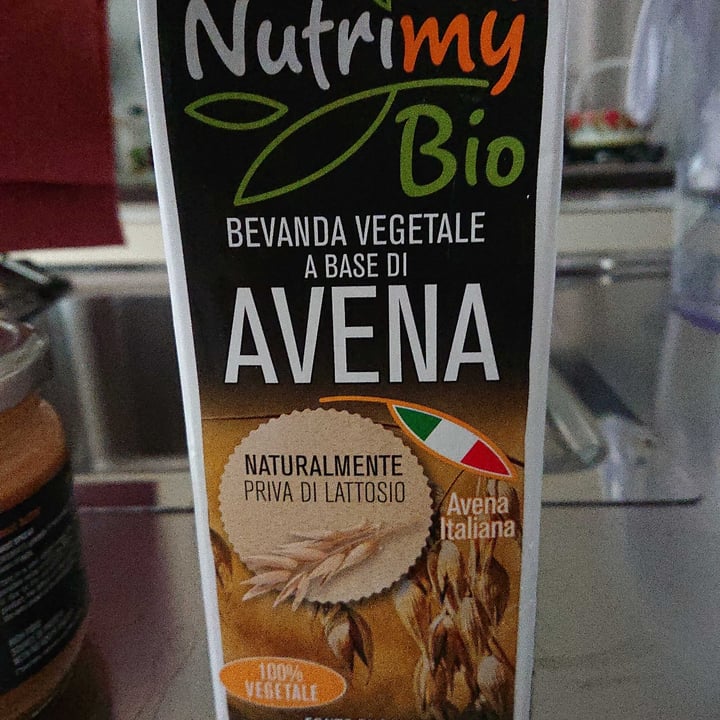 Nutrimy
Bio
BEVANDA VEGETALE
A BASE DI
AVENA
NATURALMENTE
PRIVA DI LATTOSIO
Avena
Italiana
100%
VEGETALE